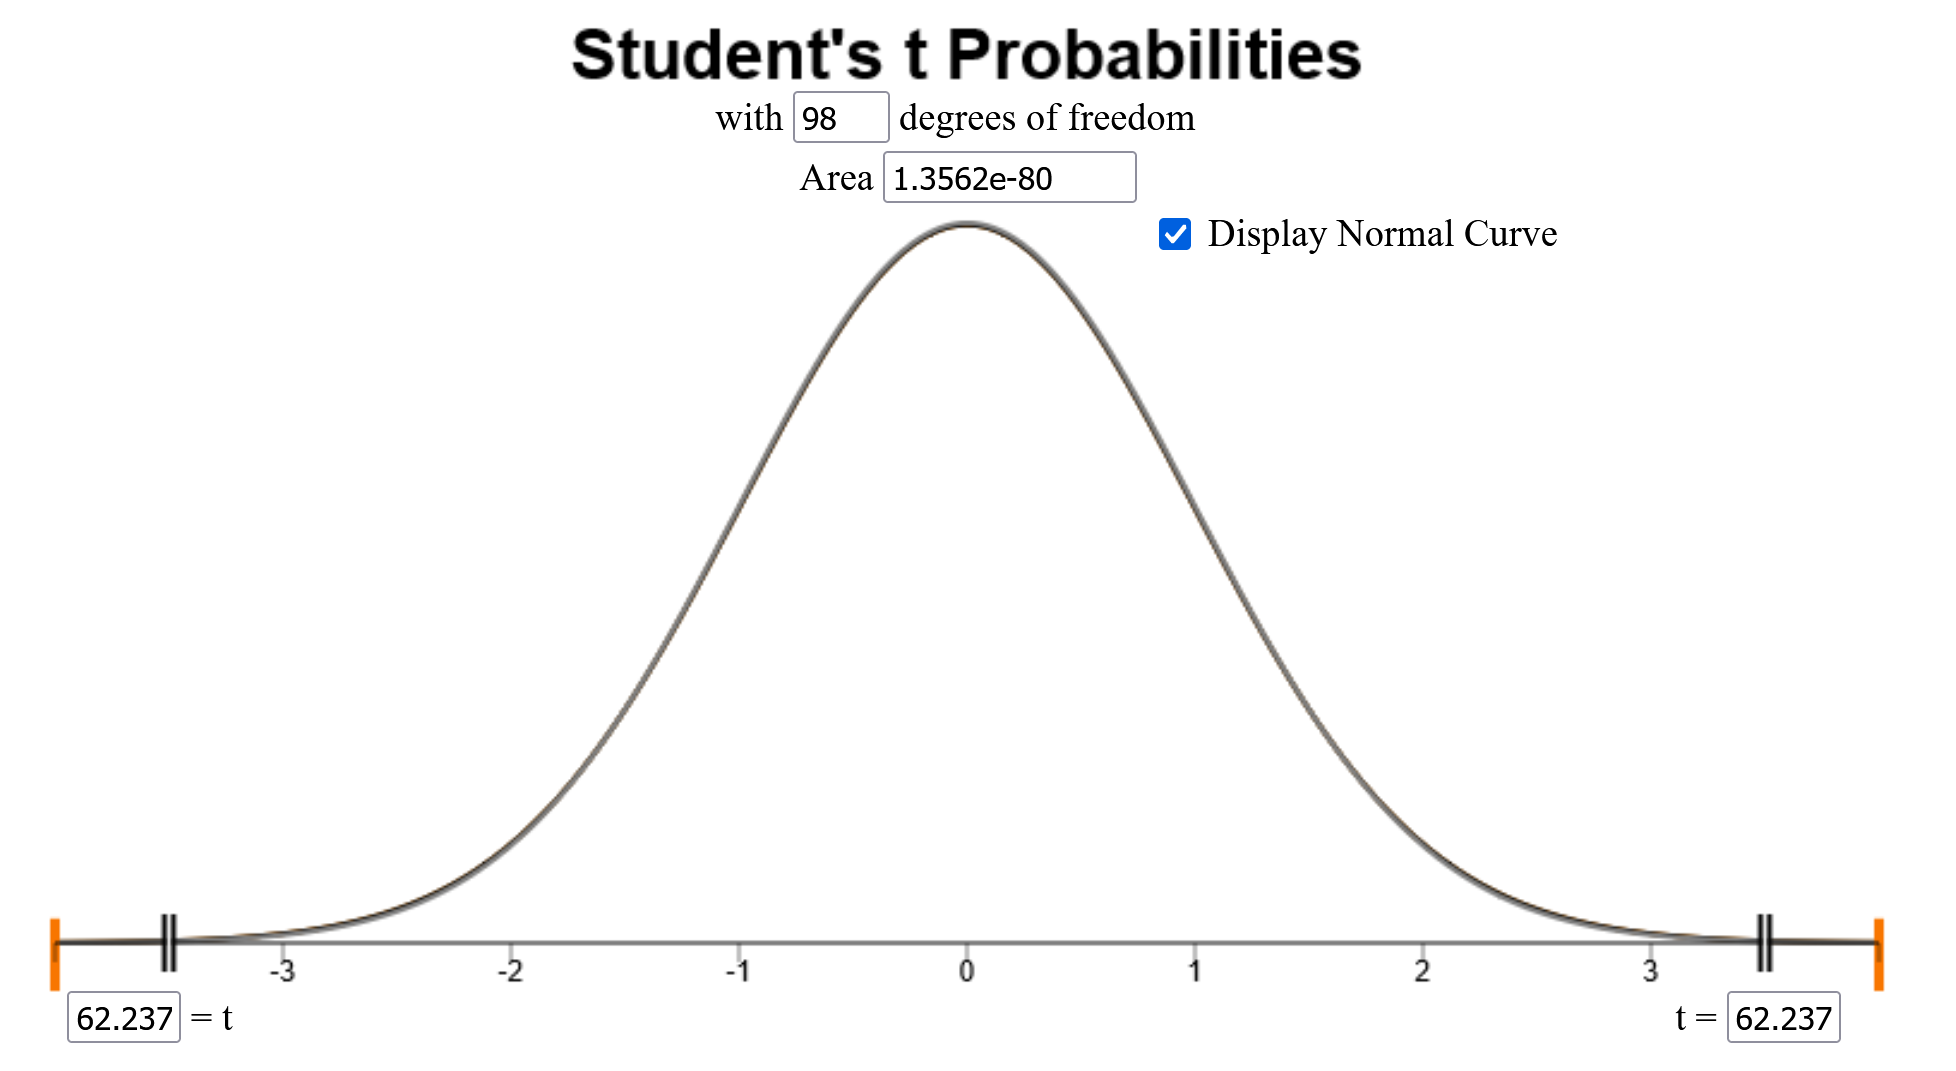 Student's t Probabilities
with 98 degrees of freedom
Area 1.3562e-80
Display Normal Curve
-3 -2 -1 0 1 2 3
62.237 = t t = 62.237